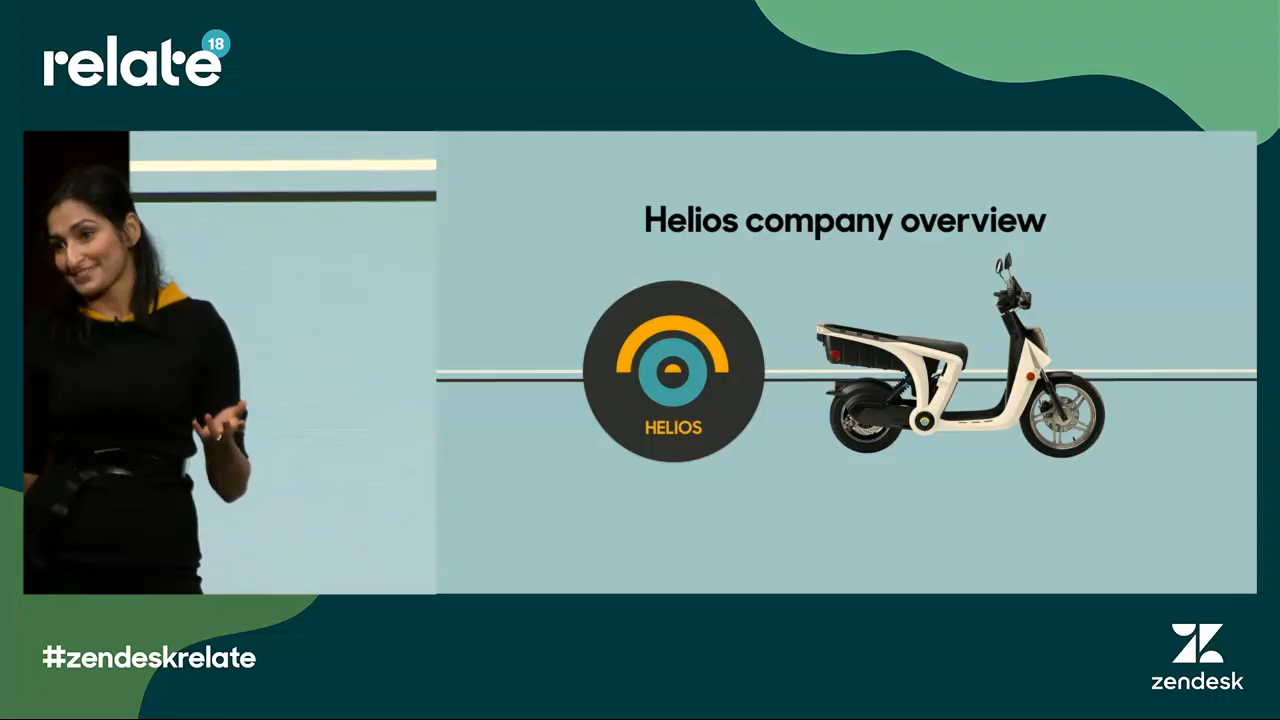 relate 18
Helios company overview
HELIOS
#zendeskrelate
zendesk